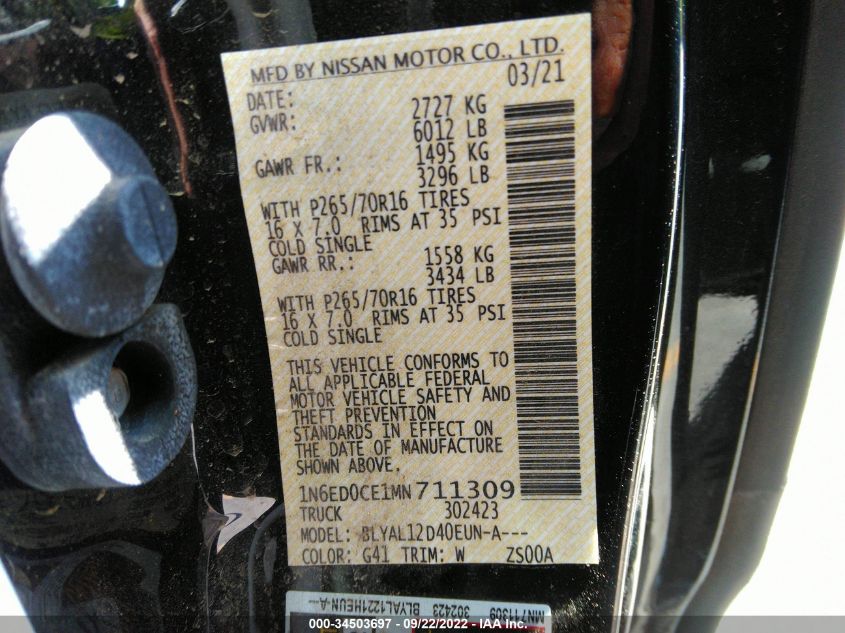 MFD BY NISSAN MOTOR CO., LTD.
DATE: 03/21
GVWR: 2727 KG
6012 LB
GAWR FR.: 1495 KG
3296 LB
WITH P265/70R16 TIRES
16 X 7.0 RIMS AT 35 PSI
COLD SINGLE
GAWR RR.: 1558 KG
3434 LB
WITH P265/70R16 TIRES
16 X 7.0 RIMS AT 35 PSI
COLD SINGLE
THIS VEHICLE CONFORMS TO
ALL APPLICABLE FEDERAL
MOTOR VEHICLE SAFETY AND
THEFT PREVENTION
STANDARDS IN EFFECT ON
THE DATE OF MANUFACTURE
SHOWN ABOVE.
1N6ED0CE1MN711309
TRUCK 302423
MODEL: BLYAL12D40EUN-A---
COLOR: G41 TRIM: W ZS00A
MN711309 302423 BLYAL1221HEUN-A---
000-34503697 - 09/22/2022 - IAA Inc.